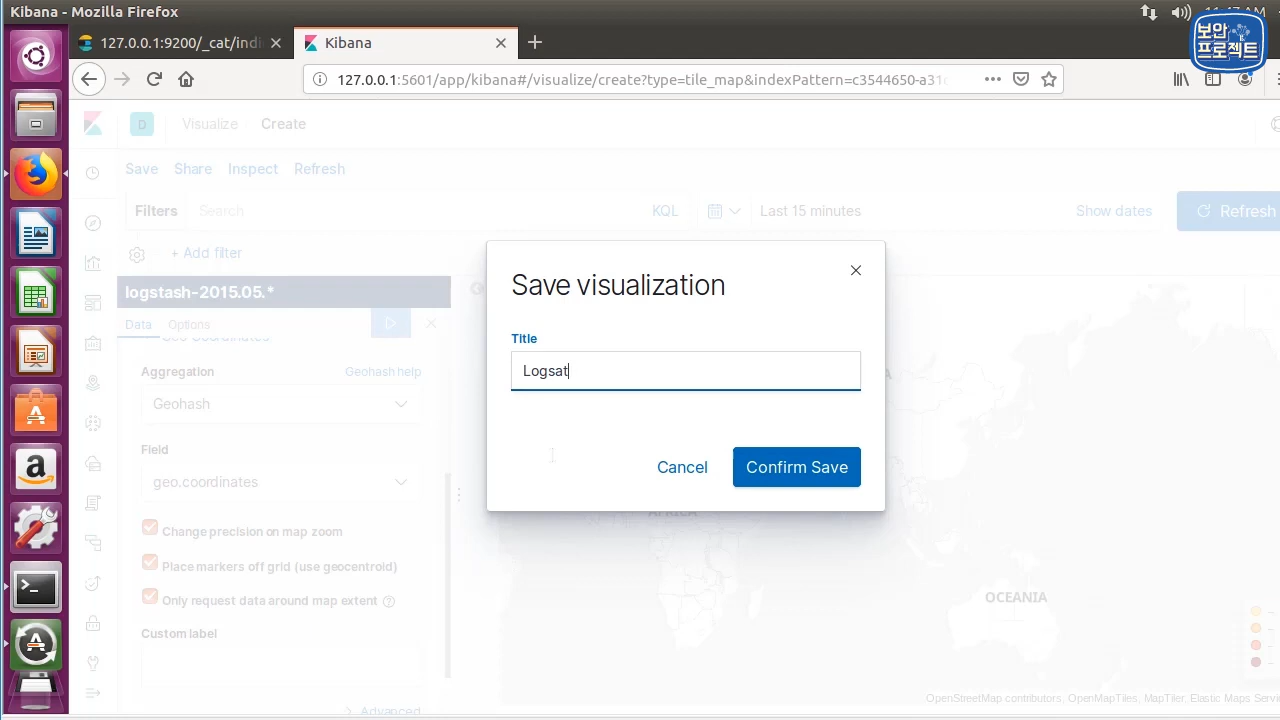 Kibana - Mozilla Firefox
보안
프로젝트
127.0.0.1:9200/_cat/indi
Kibana
127.0.0.1:5601/app/kibana#/visualize/create?type=tile_map&indexPattern=c3544650-a31
D
Visualize
Create
Save
Share
Inspect
Refresh
Filters
Search
KQL
Last 15 minutes
Show dates
Refresh
+ Add filter
logstash-2015.05.*
Data
Options
Geo Coordinates
Aggregation
Geohash help
Geohash
Field
geo.coordinates
Change precision on map zoom
Place markers off grid (use geocentroid)
Only request data around map extent
Custom label
Advanced
Save visualization
Title
Logsat
Cancel
Confirm Save
AFRICA
OCEANIA
OpenStreetMap contributors, OpenMapTiles, MapTiler, Elastic Maps Servi